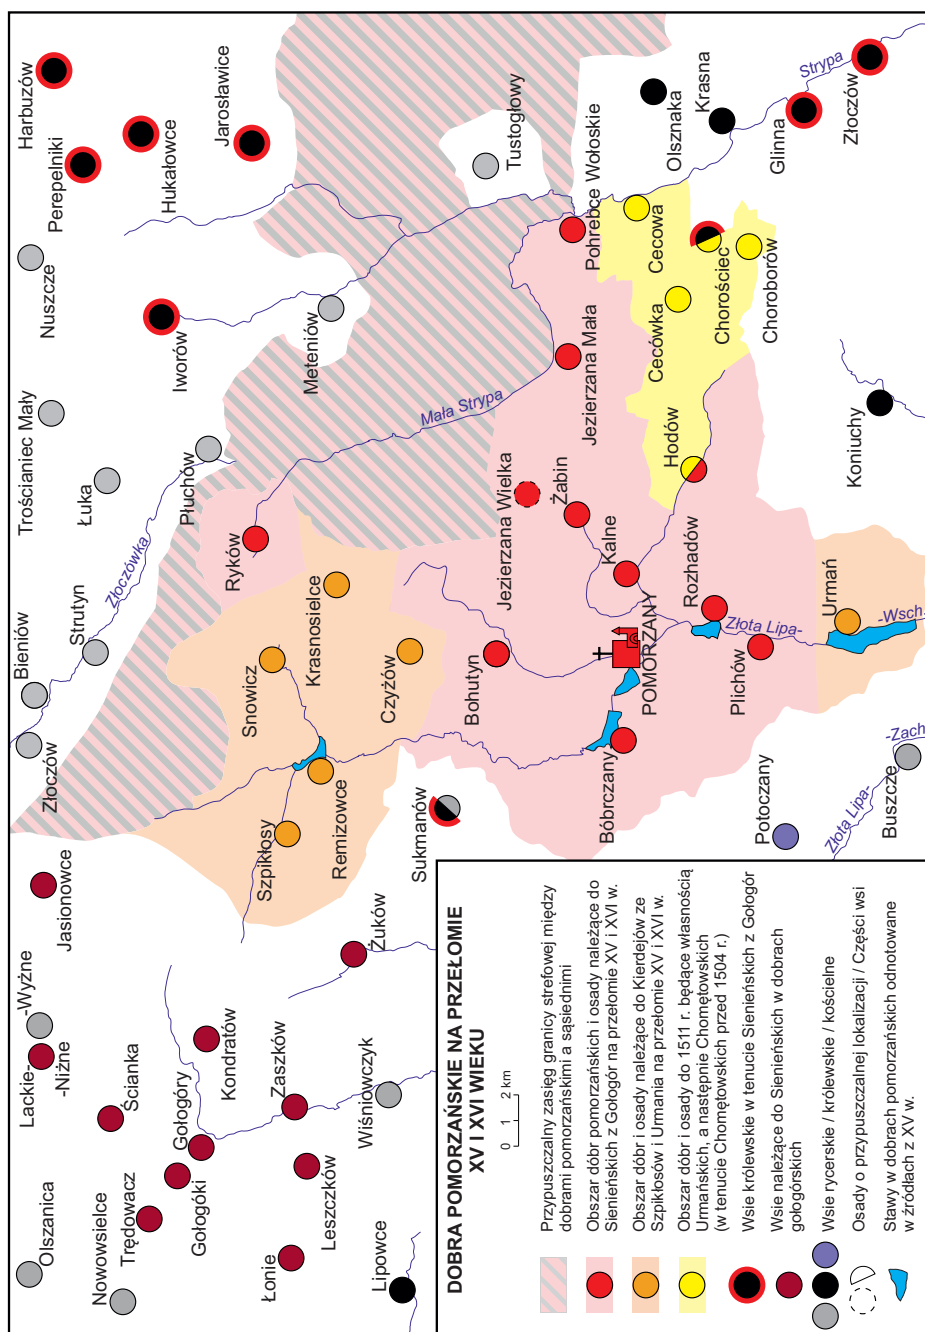 Olszanica
Nowowsielce
Trędowacz
Gołogóki
Łonie
Leszczków
Lipowce
Lackie-
-Wyżne
-Niżne
Ścianka
Gołogóry
Kondratów
Zaszków
Wiśniowczyk
Jasionowce
Żuków
Złoczów
Bieniów
Strutyn
Złoczówka
Snowicz
Krasnosielce
Czyżów
Szpikłosy
Remizowce
Sukmanów
Trościaniec Mały
Łuka
Płuchów
Ryków
Nuszcze
Iworów
Meteniów
Mała Strypa
Harbuzów
Perepelniki
Hukałowce
Jarosławice
Tustogłowy
Strypa
Olsznaka
Krasna
Glinna
Złoczów
Pohrebce Wołoskie
Cecowa
Cecówka
Chorościec
Choroborów
Jezierzana Mała
Hodów
Koniuchy
Jezierzana Wielka
Żabin
Kalne
Rozhadów
Bohutyn
POMORZANY
Bóbrczany
Plichów
Złota Lipa-
-Wsch.
Urmań
Potoczany
Złota Lipa-
-Zach
Buszcze
DOBRA POMORZAŃSKIE NA PRZEŁOMIE
XV I XVI WIEKU
0 1 2 km
Przypuszczalny zasięg granicy strefowej między
dobrami pomorzańskimi a sąsiednimi
Obszar dóbr pomorzańskich i osady należące do
Sienieńskich z Gołogór na przełomie XV i XVI w.
Obszar dóbr i osady należące do Kierdejów ze
Szpikłosów i Urmania na przełomie XV i XVI w.
Obszar dóbr i osady do 1511 r. będące własnością
Urmańskich, a następnie Chomętowskich
(w tenucie Chomętowskich przed 1504 r.)
Wsie królewskie w tenucie Sienieńskich z Gołogór
Wsie należące do Sienieńskich w dobrach
gołogórskich
Wsie rycerskie / królewskie / kościelne
Osady o przypuszczalnej lokalizacji / Części wsi
Stawy w dobrach pomorzańskich odnotowane
w źródłach z XV w.